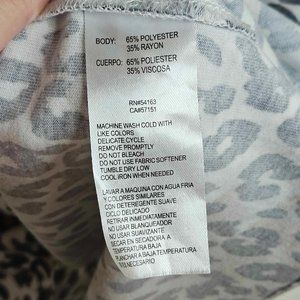 BODY: 65% POLYESTER
35% RAYON
CUERPO: 65% POLIESTER
35% VISCOSA
RN#54163
CA#57151
MACHINE WASH COLD WITH
LIKE COLORS
DELICATE CYCLE
REMOVE PROMPTLY
DO NOT BLEACH
DO NOT USE FABRIC SOFTENER
TUMBLE DRY LOW
COOL IRON WHEN NEEDED
LAVAR A MAQUINA CON AGUA FRIA
Y COLORES SIMILARES
CON DETERGENTE SUAVE
CICLO DELICADO
RETIRAR INMEDIATAMENTE
NO USAR BLANQUEADOR
NO USAR SUAVIZANTE
SECAR EN SECADORA A
TEMPERATURA BAJA
PLANCHAR A BAJA TEMPERATURA
ES NECESARIO